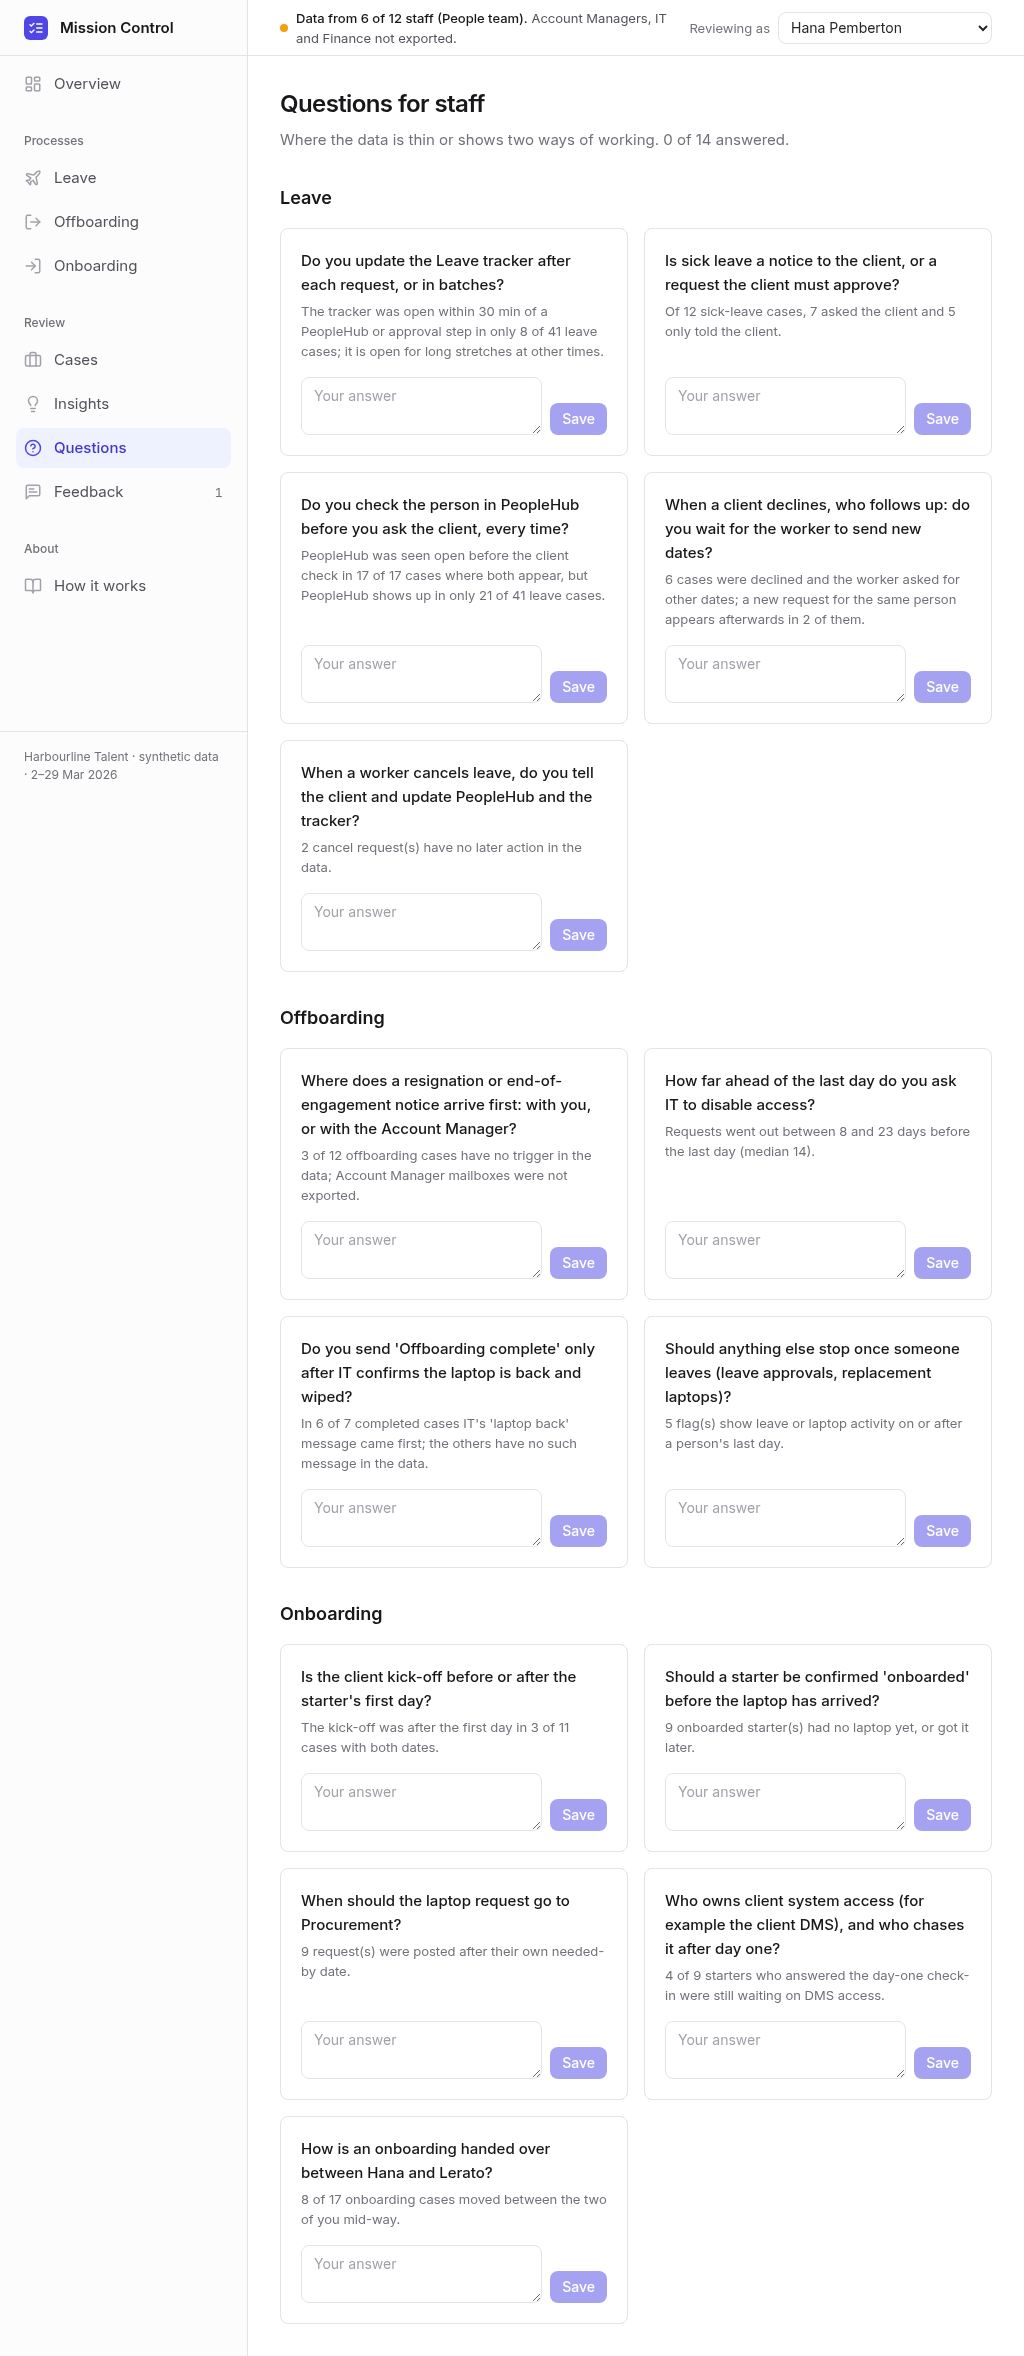 Mission Control
Data from 6 of 12 staff (People team). Account Managers, IT
and Finance not exported.
Reviewing as
Hana Pemberton
Overview
Processes
Leave
Offboarding
Onboarding
Review
Cases
Insights
Questions
Feedback
1
About
How it works
Harbourline Talent · synthetic data
· 2–29 Mar 2026
Questions for staff
Where the data is thin or shows two ways of working. 0 of 14 answered.
Leave
Do you update the Leave tracker after
each request, or in batches?
The tracker was open within 30 min of a
PeopleHub or approval step in only 8 of 41 leave
cases; it is open for long stretches at other times.
Your answer
Save
Is sick leave a notice to the client, or a
request the client must approve?
Of 12 sick-leave cases, 7 asked the client and 5
only told the client.
Your answer
Save
Do you check the person in PeopleHub
before you ask the client, every time?
PeopleHub was seen open before the client
check in 17 of 17 cases where both appear, but
PeopleHub shows up in only 21 of 41 leave cases.
Your answer
Save
When a client declines, who follows up: do
you wait for the worker to send new
dates?
6 cases were declined and the worker asked for
other dates; a new request for the same person
appears afterwards in 2 of them.
Your answer
Save
When a worker cancels leave, do you tell
the client and update PeopleHub and the
tracker?
2 cancel request(s) have no later action in the
data.
Your answer
Save
Offboarding
Where does a resignation or end-of-
engagement notice arrive first: with you,
or with the Account Manager?
3 of 12 offboarding cases have no trigger in the
data; Account Manager mailboxes were not
exported.
Your answer
Save
How far ahead of the last day do you ask
IT to disable access?
Requests went out between 8 and 23 days before
the last day (median 14).
Your answer
Save
Do you send 'Offboarding complete' only
after IT confirms the laptop is back and
wiped?
In 6 of 7 completed cases IT's 'laptop back'
message came first; the others have no such
message in the data.
Your answer
Save
Should anything else stop once someone
leaves (leave approvals, replacement
laptops)?
5 flag(s) show leave or laptop activity on or after
a person's last day.
Your answer
Save
Onboarding
Is the client kick-off before or after the
starter's first day?
The kick-off was after the first day in 3 of 11
cases with both dates.
Your answer
Save
Should a starter be confirmed 'onboarded'
before the laptop has arrived?
9 onboarded starter(s) had no laptop yet, or got it
later.
Your answer
Save
When should the laptop request go to
Procurement?
9 request(s) were posted after their own needed-
by date.
Your answer
Save
Who owns client system access (for
example the client DMS), and who chases
it after day one?
4 of 9 starters who answered the day-one check-
in were still waiting on DMS access.
Your answer
Save
How is an onboarding handed over
between Hana and Lerato?
8 of 17 onboarding cases moved between the two
of you mid-way.
Your answer
Save